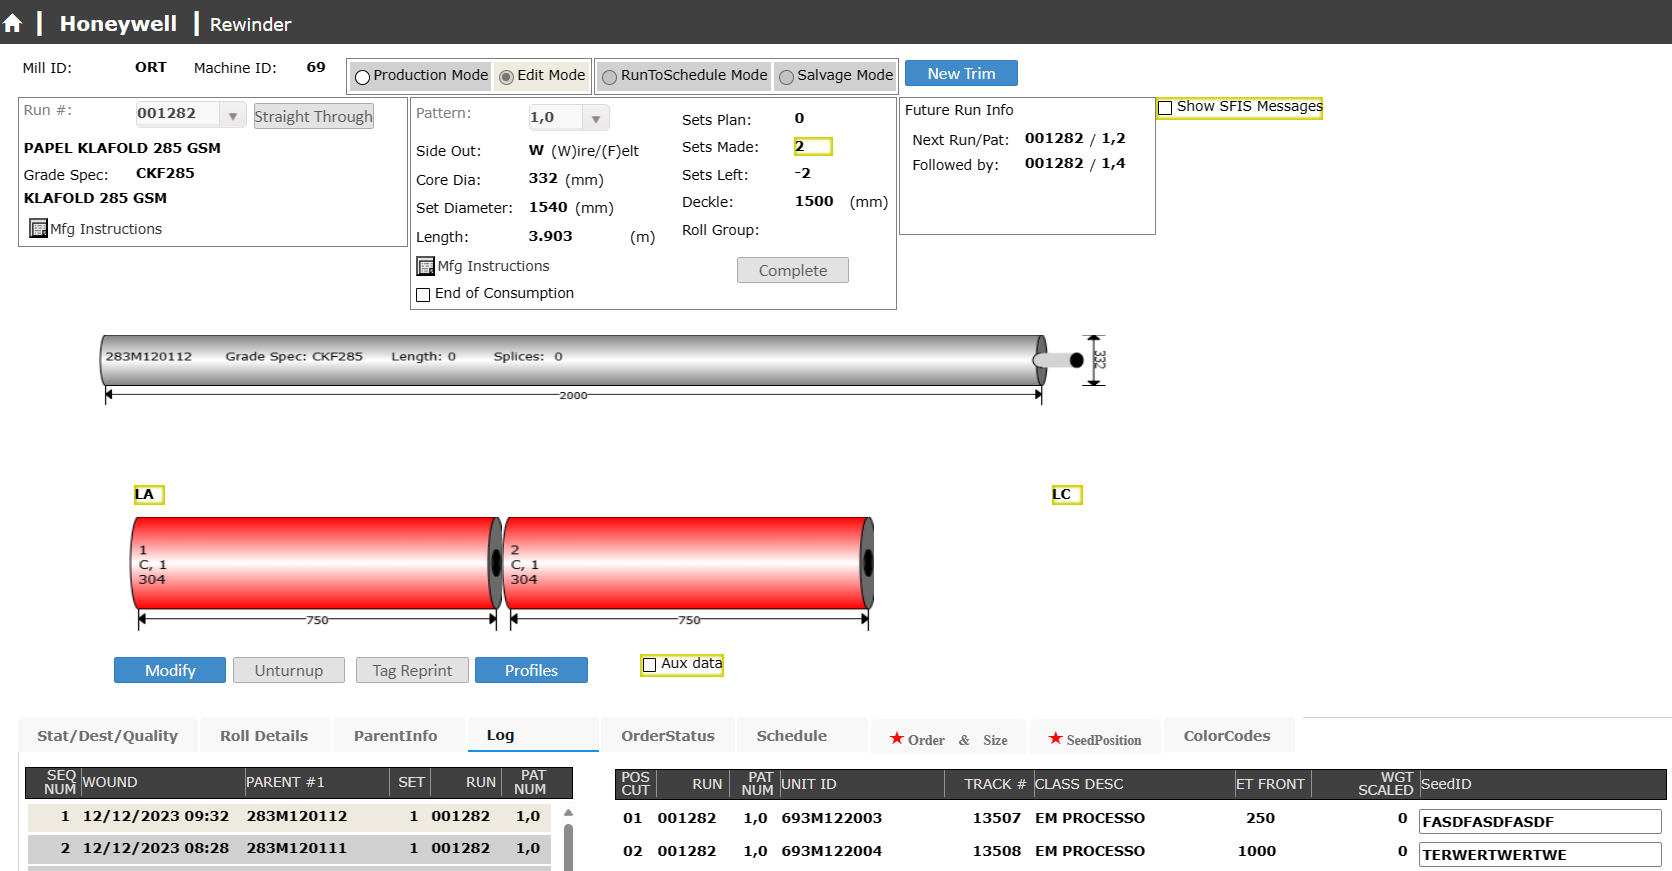 Honeywell Rewinder
Mill ID: ORT Machine ID: 69 Production Mode Edit Mode RunToSchedule Mode Salvage Mode New Trim
Run #: 001282 Straight Through
PAPEL KLAFOLD 285 GSM
Grade Spec: CKF285
KLAFOLD 285 GSM
Mfg Instructions
Pattern: 1,0
Side Out: W (W)ire/(F)elt
Core Dia: 332 (mm)
Set Diameter: 1540 (mm)
Length: 3.903 (m)
Mfg Instructions
End of Consumption
Sets Plan: 0
Sets Made: 2
Sets Left: -2
Deckle: 1500 (mm)
Roll Group:
Complete
Future Run Info
Next Run/Pat: 001282 / 1,2
Followed by: 001282 / 1,4
Show SFIS Messages
283M120112 Grade Spec: CKF285 Length: 0 Splices: 0
332
2000
LA LC
1
C, 1
304
2
C, 1
304
750 750
Modify Unturnup Tag Reprint Profiles Aux data
Stat/Dest/Quality Roll Details ParentInfo Log OrderStatus Schedule Order & Size SeedPosition ColorCodes
SEQ NUM WOUND PARENT #1 SET RUN PAT NUM
1 12/12/2023 09:32 283M120112 1 001282 1,0
2 12/12/2023 08:28 283M120111 1 001282 1,0
POS CUT RUN PAT NUM UNIT ID TRACK # CLASS DESC ET FRONT WGT SCALED SeedID
01 001282 1,0 693M122003 13507 EM PROCESSO 250 0 FASDFASDFASDF
02 001282 1,0 693M122004 13508 EM PROCESSO 1000 0 TERWERTWERTWE